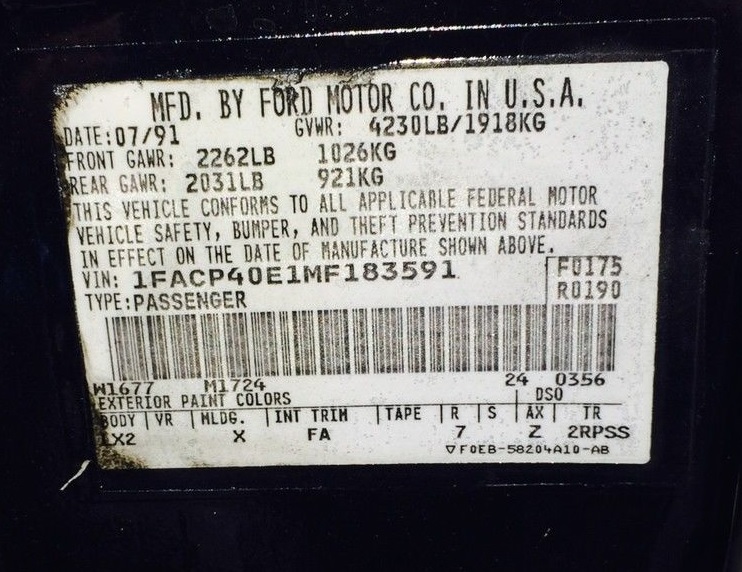 MFD. BY FORD MOTOR CO. IN U.S.A.
DATE:07/91 GVWR: 4230LB/1918KG
FRONT GAWR: 2262LB 1026KG
REAR GAWR: 2031LB 921KG
THIS VEHICLE CONFORMS TO ALL APPLICABLE FEDERAL MOTOR
VEHICLE SAFETY, BUMPER, AND THEFT PREVENTION STANDARDS
IN EFFECT ON THE DATE OF MANUFACTURE SHOWN ABOVE.
VIN: 1FACP40E1MF183591 F0175
TYPE:PASSENGER R0190
W1677 M1724 24 0356
EXTERIOR PAINT COLORS DSO
BODY VR MLDG. INT TRIM TAPE R S AX TR
LX2 X FA 7 Z 2RPSS
▽F0EB-58204A10-AB